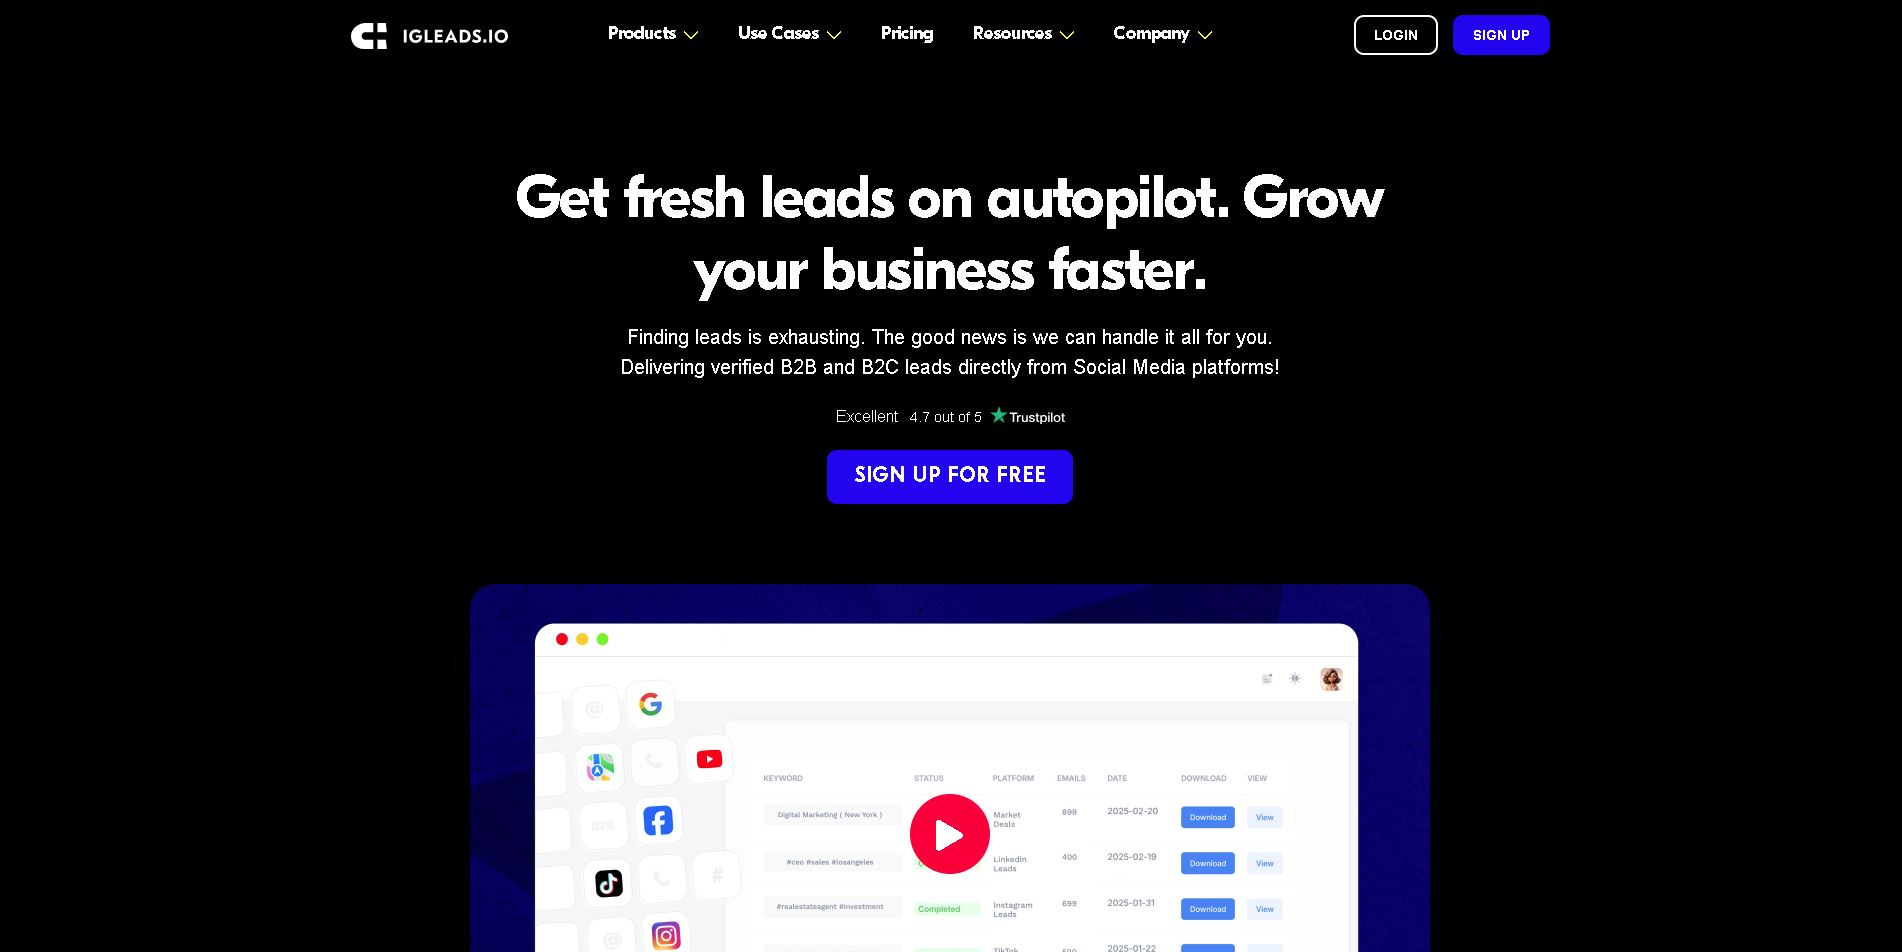 IGLEADS.IO
Products
Use Cases
Pricing
Resources
Company
LOGIN
SIGN UP
Get fresh leads on autopilot. Grow
your business faster.
Finding leads is exhausting. The good news is we can handle it all for you.
Delivering verified B2B and B2C leads directly from Social Media platforms!
Excellent 4.7 out of 5 Trustpilot
SIGN UP FOR FREE
@
B2B
#
@
KEYWORD STATUS PLATFORM EMAILS DATE DOWNLOAD VIEW
Digital Marketing ( New York ) Market
Deals 899 2025-02-20 Download View
#ceo #sales #losangeles Linkedin
Leads 400 2025-02-19 Download View
#realestateagent #investment Completed Instagram
Leads 699 2025-01-31 Download View
TikTok 500 2025-01-22